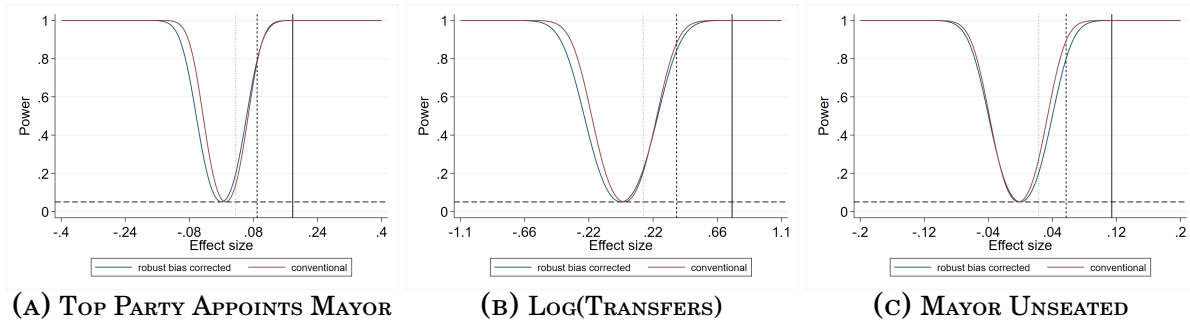 1
.8
.6
.4
.2
0
Power
-.4 -.24 -.08 .08 .24 .4
Effect size
robust bias corrected conventional
(A) TOP PARTY APPOINTS MAYOR
1
.8
.6
.4
.2
0
Power
-1.1 -.66 -.22 .22 .66 1.1
Effect size
robust bias corrected conventional
(B) LOG(TRANSFERS)
1
.8
.6
.4
.2
0
Power
-.2 -.12 -.04 .04 .12 .2
Effect size
robust bias corrected conventional
(C) MAYOR UNSEATED